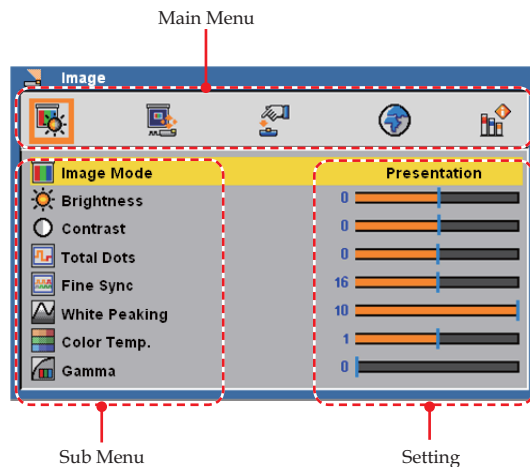 Main Menu
Image
Image Mode Presentation
Brightness 0
Contrast 0
Total Dots 0
Fine Sync 16
White Peaking 10
Color Temp. 1
Gamma 0
Sub Menu Setting